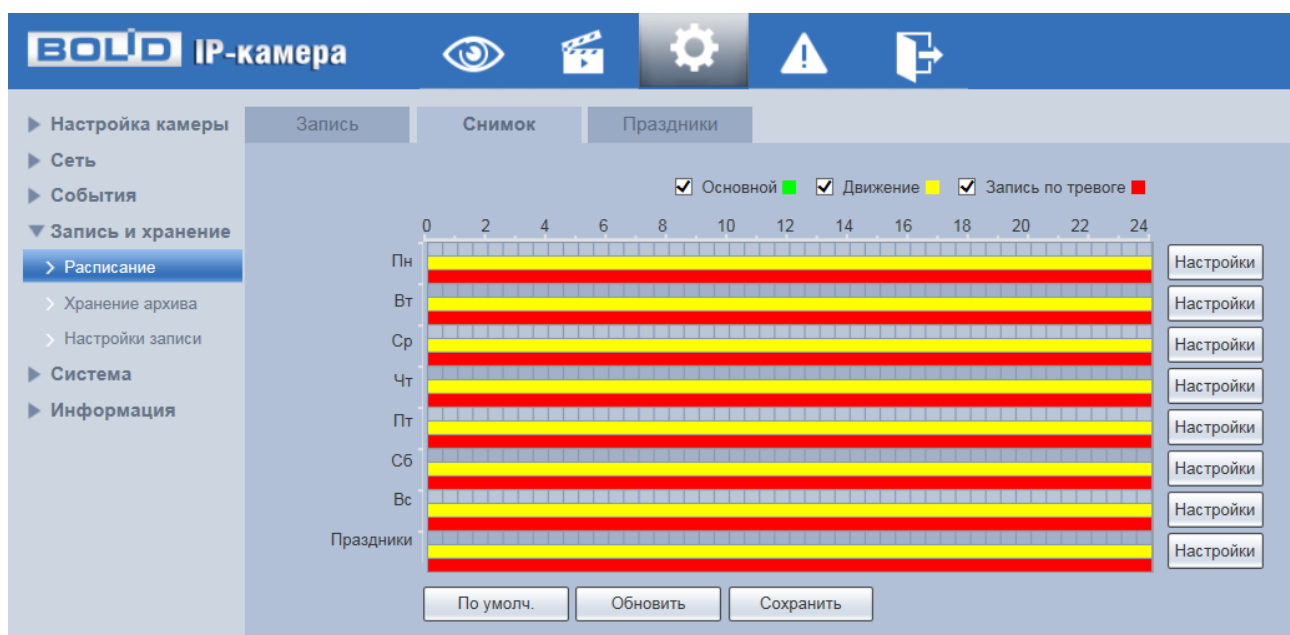 BOLID IP-камера
Настройка камеры
Сеть
События
Запись и хранение
Расписание
Хранение архива
Настройки записи
Система
Информация
Запись Снимок Праздники
Основной Движение Запись по тревоге
0 2 4 6 8 10 12 14 16 18 20 22 24
Пн Настройки
Вт Настройки
Ср Настройки
Чт Настройки
Пт Настройки
Сб Настройки
Вс Настройки
Праздники Настройки
По умолч. Обновить Сохранить